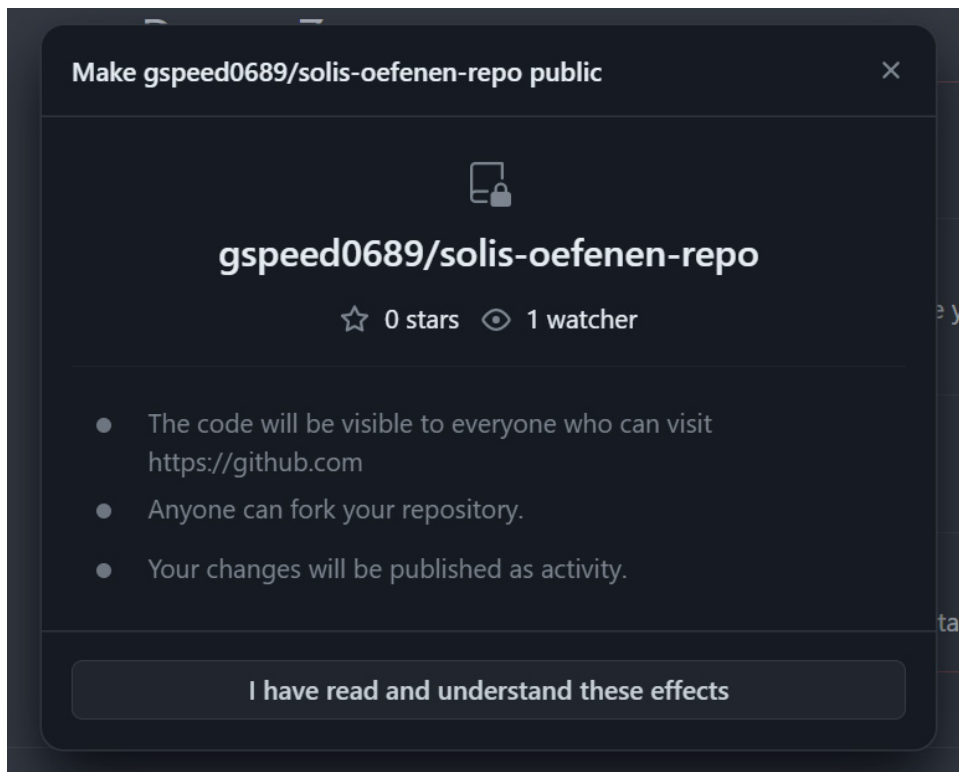 Make gspeed0689/solis-oefenen-repo public
gspeed0689/solis-oefenen-repo
0 stars 1 watcher
The code will be visible to everyone who can visit
https://github.com
Anyone can fork your repository.
Your changes will be published as activity.
I have read and understand these effects